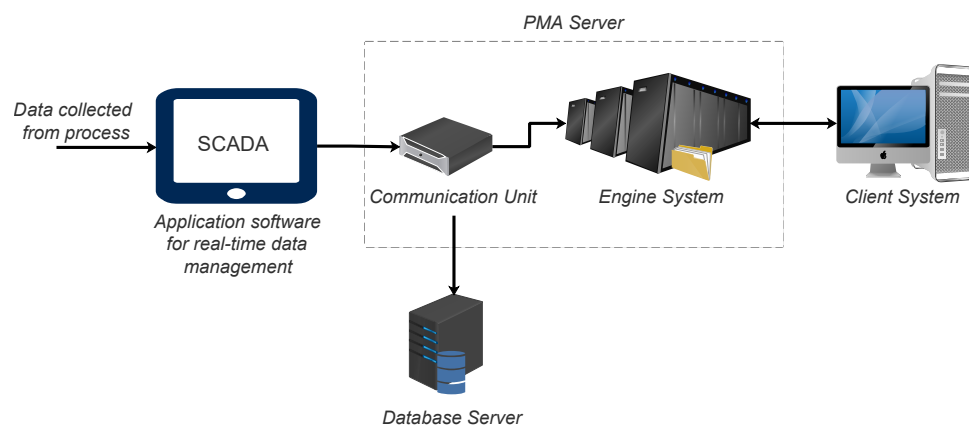 PMA Server
Data collected
from process
SCADA
Communication Unit
Engine System
Client System
Application software
for real-time data
management
Database Server